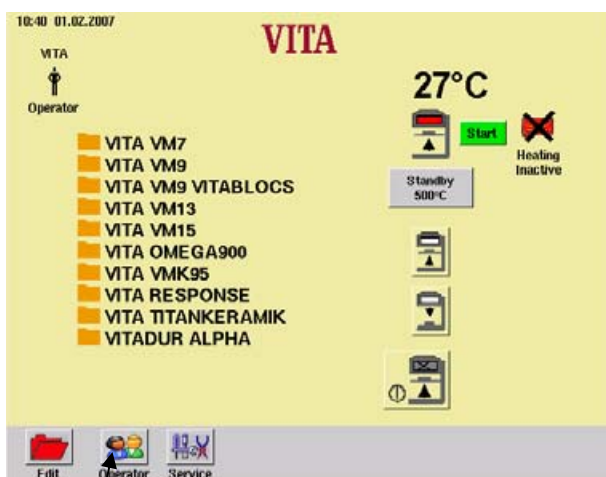 10:40 01.02.2007
VITA
VITA
Operator
27°C
Start
Heating
Inactive
Standby
500°C
VITA VM7
VITA VM9
VITA VM9 VITABLOCS
VITA VM13
VITA VM15
VITA OMEGA900
VITA VMK95
VITA RESPONSE
VITA TITANKERAMIK
VITADUR ALPHA
Edit
Operator
Service